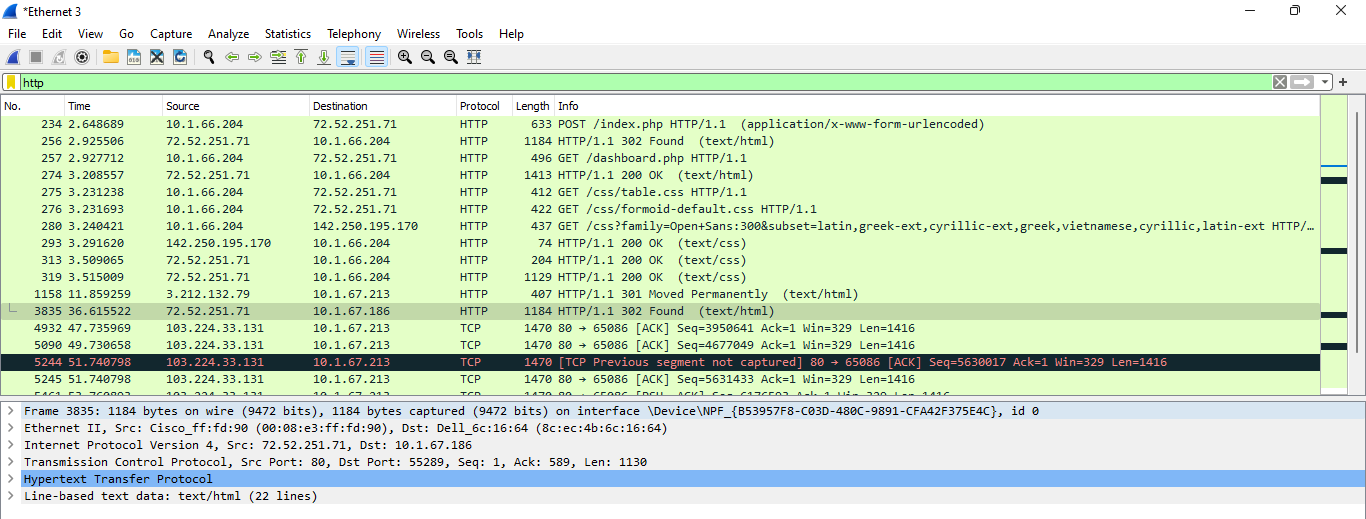 *Ethernet 3
File Edit View Go Capture Analyze Statistics Telephony Wireless Tools Help
http
No. Time Source Destination Protocol Length Info
234 2.648689 10.1.66.204 72.52.251.71 HTTP 633 POST /index.php HTTP/1.1 (application/x-www-form-urlencoded)
256 2.925506 72.52.251.71 10.1.66.204 HTTP 1184 HTTP/1.1 302 Found (text/html)
257 2.927712 10.1.66.204 72.52.251.71 HTTP 496 GET /dashboard.php HTTP/1.1
274 3.208557 72.52.251.71 10.1.66.204 HTTP 1413 HTTP/1.1 200 OK (text/html)
275 3.231238 10.1.66.204 72.52.251.71 HTTP 412 GET /css/table.css HTTP/1.1
276 3.231693 10.1.66.204 72.52.251.71 HTTP 422 GET /css/formoid-default.css HTTP/1.1
280 3.240421 10.1.66.204 142.250.195.170 HTTP 437 GET /css?family=Open+Sans:300&subset=latin,greek-ext,cyrillic-ext,greek,vietnamese,cyrillic,latin-ext HTTP/…
293 3.291620 142.250.195.170 10.1.66.204 HTTP 74 HTTP/1.1 200 OK (text/css)
313 3.509065 72.52.251.71 10.1.66.204 HTTP 204 HTTP/1.1 200 OK (text/css)
319 3.515009 72.52.251.71 10.1.66.204 HTTP 1129 HTTP/1.1 200 OK (text/css)
1158 11.859259 3.212.132.79 10.1.67.213 HTTP 407 HTTP/1.1 301 Moved Permanently (text/html)
3835 36.615522 72.52.251.71 10.1.67.186 HTTP 1184 HTTP/1.1 302 Found (text/html)
4932 47.735969 103.224.33.131 10.1.67.213 TCP 1470 80 → 65086 [ACK] Seq=3950641 Ack=1 Win=329 Len=1416
5090 49.730658 103.224.33.131 10.1.67.213 TCP 1470 80 → 65086 [ACK] Seq=4677049 Ack=1 Win=329 Len=1416
5244 51.740798 103.224.33.131 10.1.67.213 TCP 1470 [TCP Previous segment not captured] 80 → 65086 [ACK] Seq=5630017 Ack=1 Win=329 Len=1416
5245 51.740798 103.224.33.131 10.1.67.213 TCP 1470 80 → 65086 [ACK] Seq=5631433 Ack=1 Win=329 Len=1416
Frame 3835: 1184 bytes on wire (9472 bits), 1184 bytes captured (9472 bits) on interface \Device\NPF_{B53957F8-C03D-480C-9891-CFA42F375E4C}, id 0
Ethernet II, Src: Cisco_ff:fd:90 (00:08:e3:ff:fd:90), Dst: Dell_6c:16:64 (8c:ec:4b:6c:16:64)
Internet Protocol Version 4, Src: 72.52.251.71, Dst: 10.1.67.186
Transmission Control Protocol, Src Port: 80, Dst Port: 55289, Seq: 1, Ack: 589, Len: 1130
Hypertext Transfer Protocol
Line-based text data: text/html (22 lines)